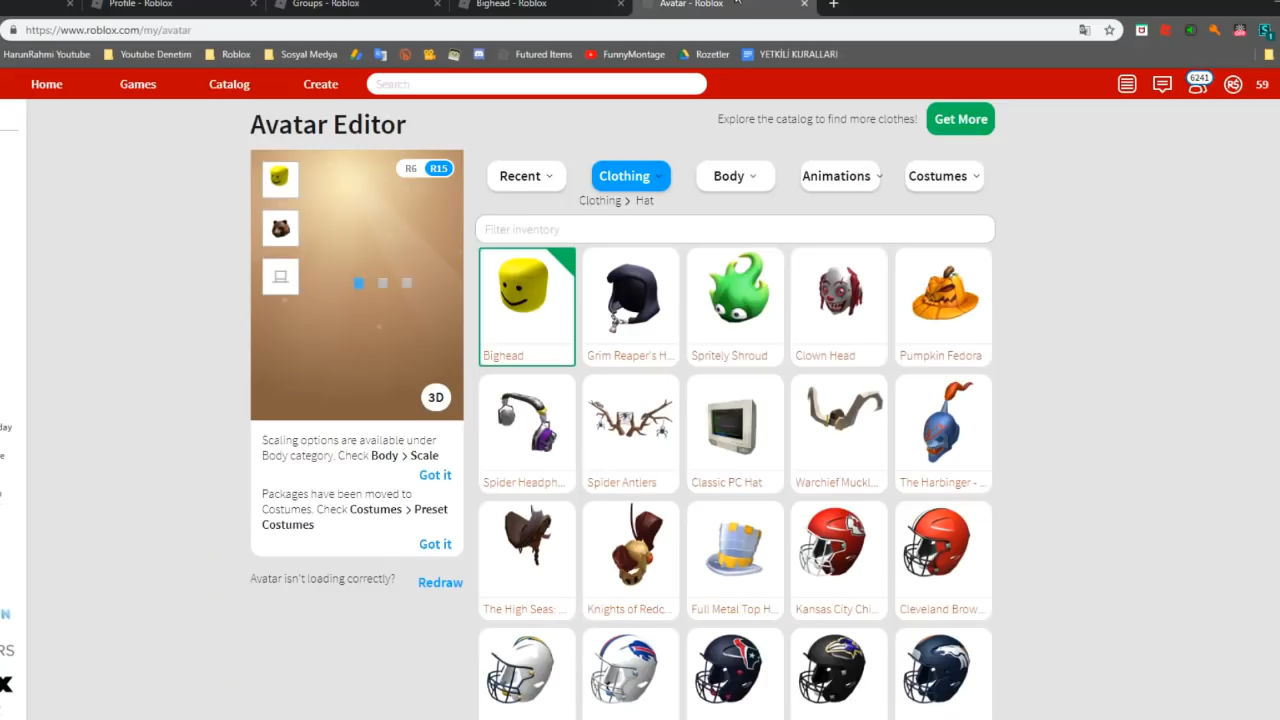 Profile - Roblox
Groups - Roblox
Bighead - Roblox
Avatar - Roblox
https://www.roblox.com/my/avatar
HarunRahmi Youtube
Youtube Denetim
Roblox
Sosyal Medya
Futured Items
FunnyMontage
Rozetler
YETKİLİ KURALLARI
Home
Games
Catalog
Create
Search
6241
59
Avatar Editor
Explore the catalog to find more clothes!
Get More
R6
R15
Recent
Clothing
Body
Animations
Costumes
Clothing > Hat
Filter inventory
3D
Bighead
Grim Reaper's H...
Spritely Shroud
Clown Head
Pumpkin Fedora
Scaling options are available under
Body category. Check Body > Scale
Got it
Packages have been moved to
Costumes. Check Costumes > Preset
Costumes
Got it
Avatar isn't loading correctly?
Redraw
Spider Headph...
Spider Antlers
Classic PC Hat
Warchief Muckl...
The Harbinger - ...
The High Seas: ...
Knights of Redc...
Full Metal Top H...
Kansas City Chi...
Cleveland Brow...